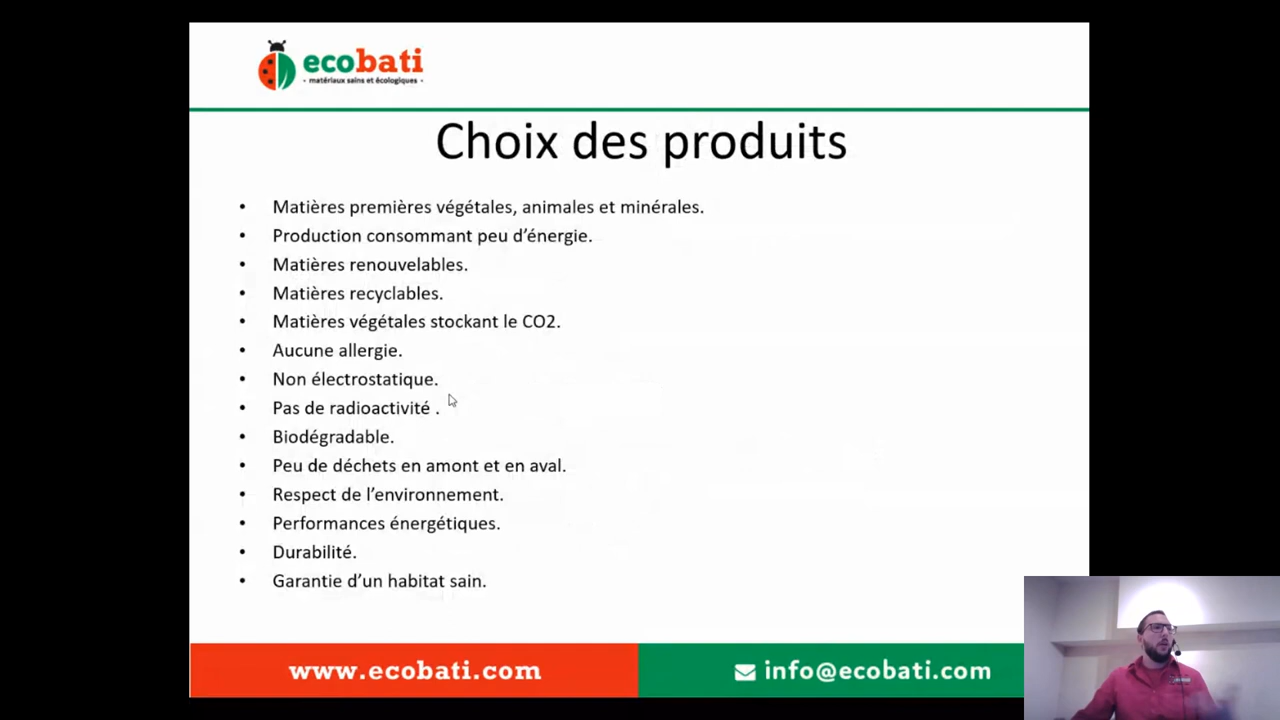 ecobati
• matériaux sains et écologiques •
Choix des produits
• Matières premières végétales, animales et minérales.
• Production consommant peu d’énergie.
• Matières renouvelables.
• Matières recyclables.
• Matières végétales stockant le CO2.
• Aucune allergie.
• Non électrostatique.
• Pas de radioactivité .
• Biodégradable.
• Peu de déchets en amont et en aval.
• Respect de l’environnement.
• Performances énergétiques.
• Durabilité.
• Garantie d’un habitat sain.
www.ecobati.com
info@ecobati.com